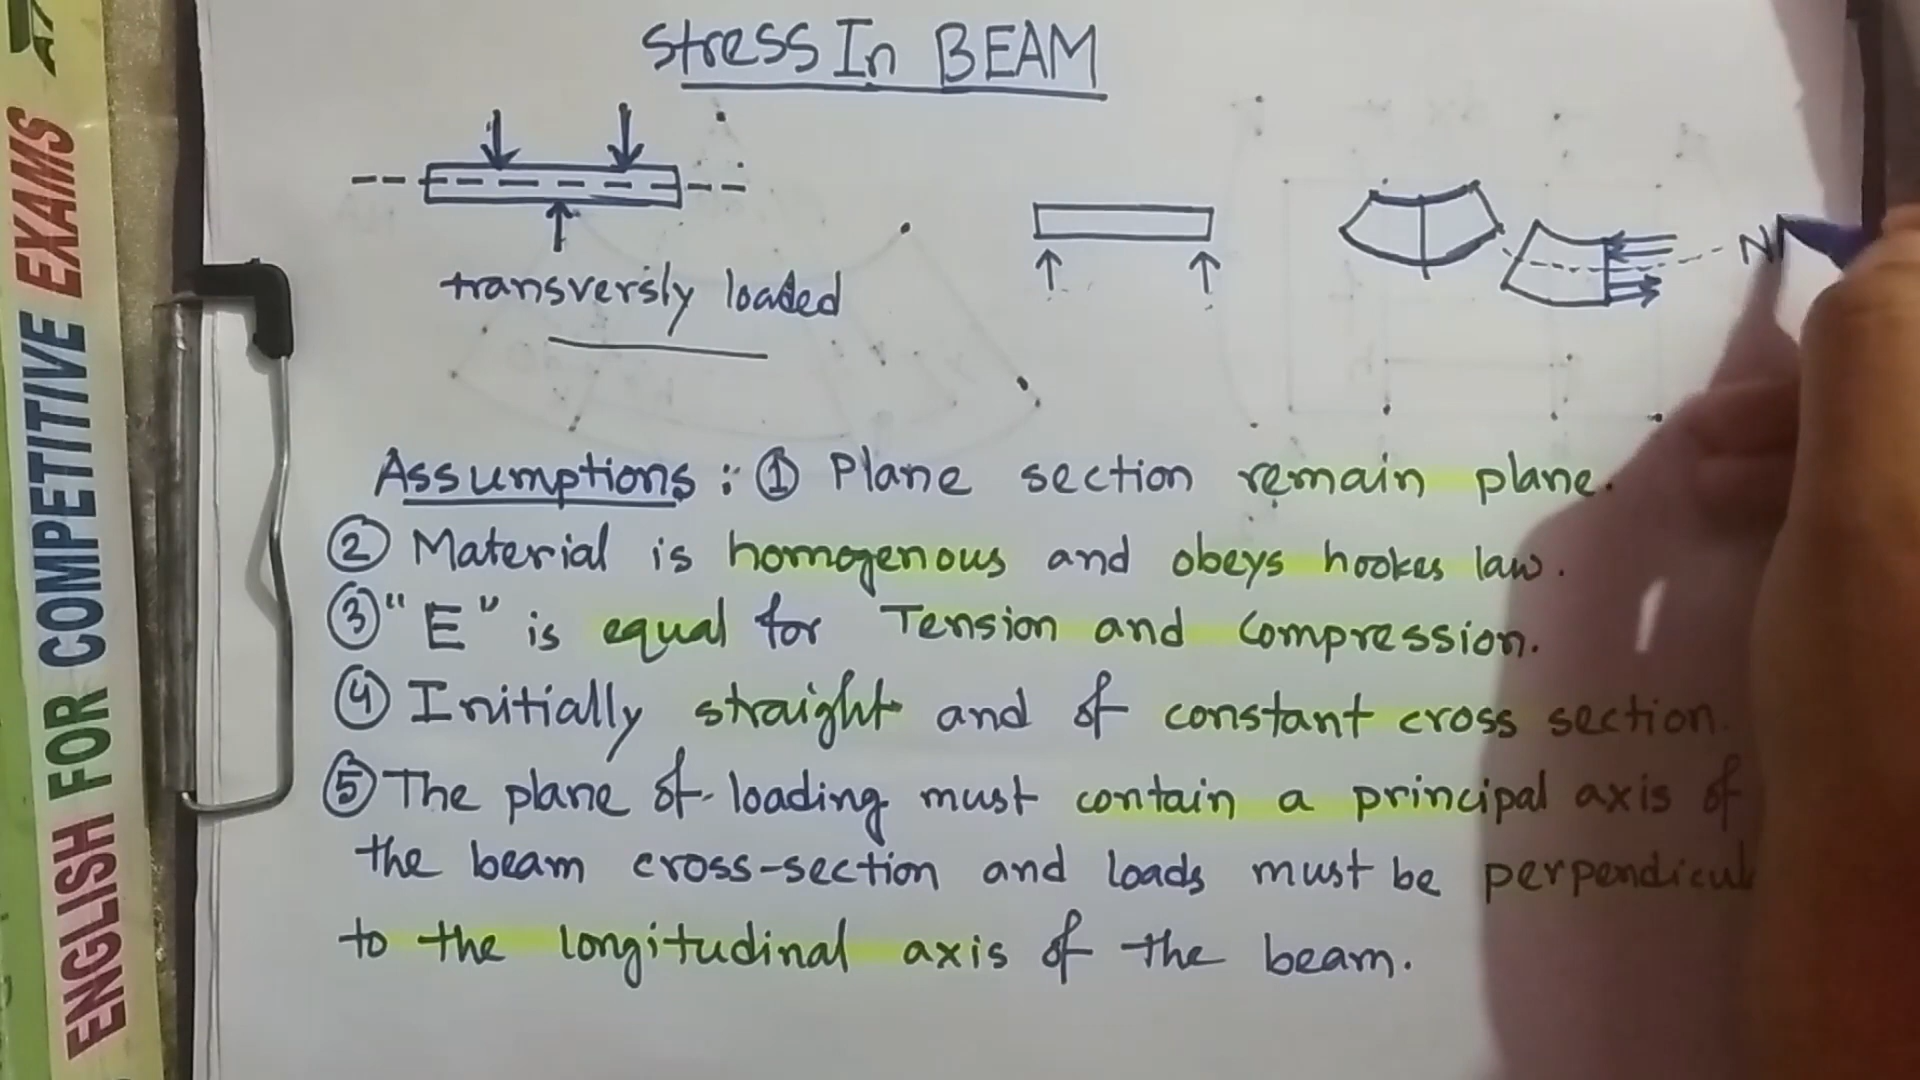 Stress In BEAM
transversly loaded
N
Assumptions :- ① Plane section remain plane.
② Material is homogenous and obeys hookes law.
③ "E" is equal for Tension and Compression.
④ Initially straight and of constant cross section.
⑤ The plane of loading must contain a principal axis of
the beam cross-section and loads must be perpendicul
to the longitudinal axis of the beam.
ENGLISH FOR COMPETITIVE EXAMS